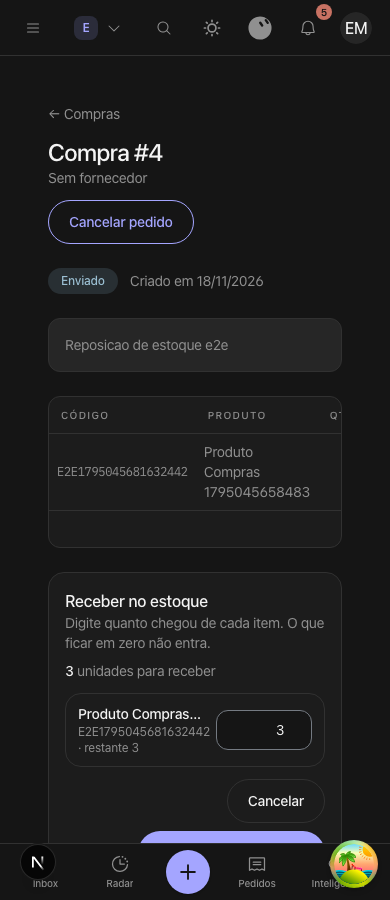 E
5
EM
← Compras
Compra #4
Sem fornecedor
Cancelar pedido
Enviado Criado em 18/11/2026
Reposicao de estoque e2e
CÓDIGO PRODUTO
E2E1795045681632442 Produto
Compras
1795045658483
Receber no estoque
Digite quanto chegou de cada item. O que
ficar em zero não entra.
3 unidades para receber
Produto Compras...
E2E1795045681632442
· restante 3
3
Cancelar
N
Inbox Radar Pedidos